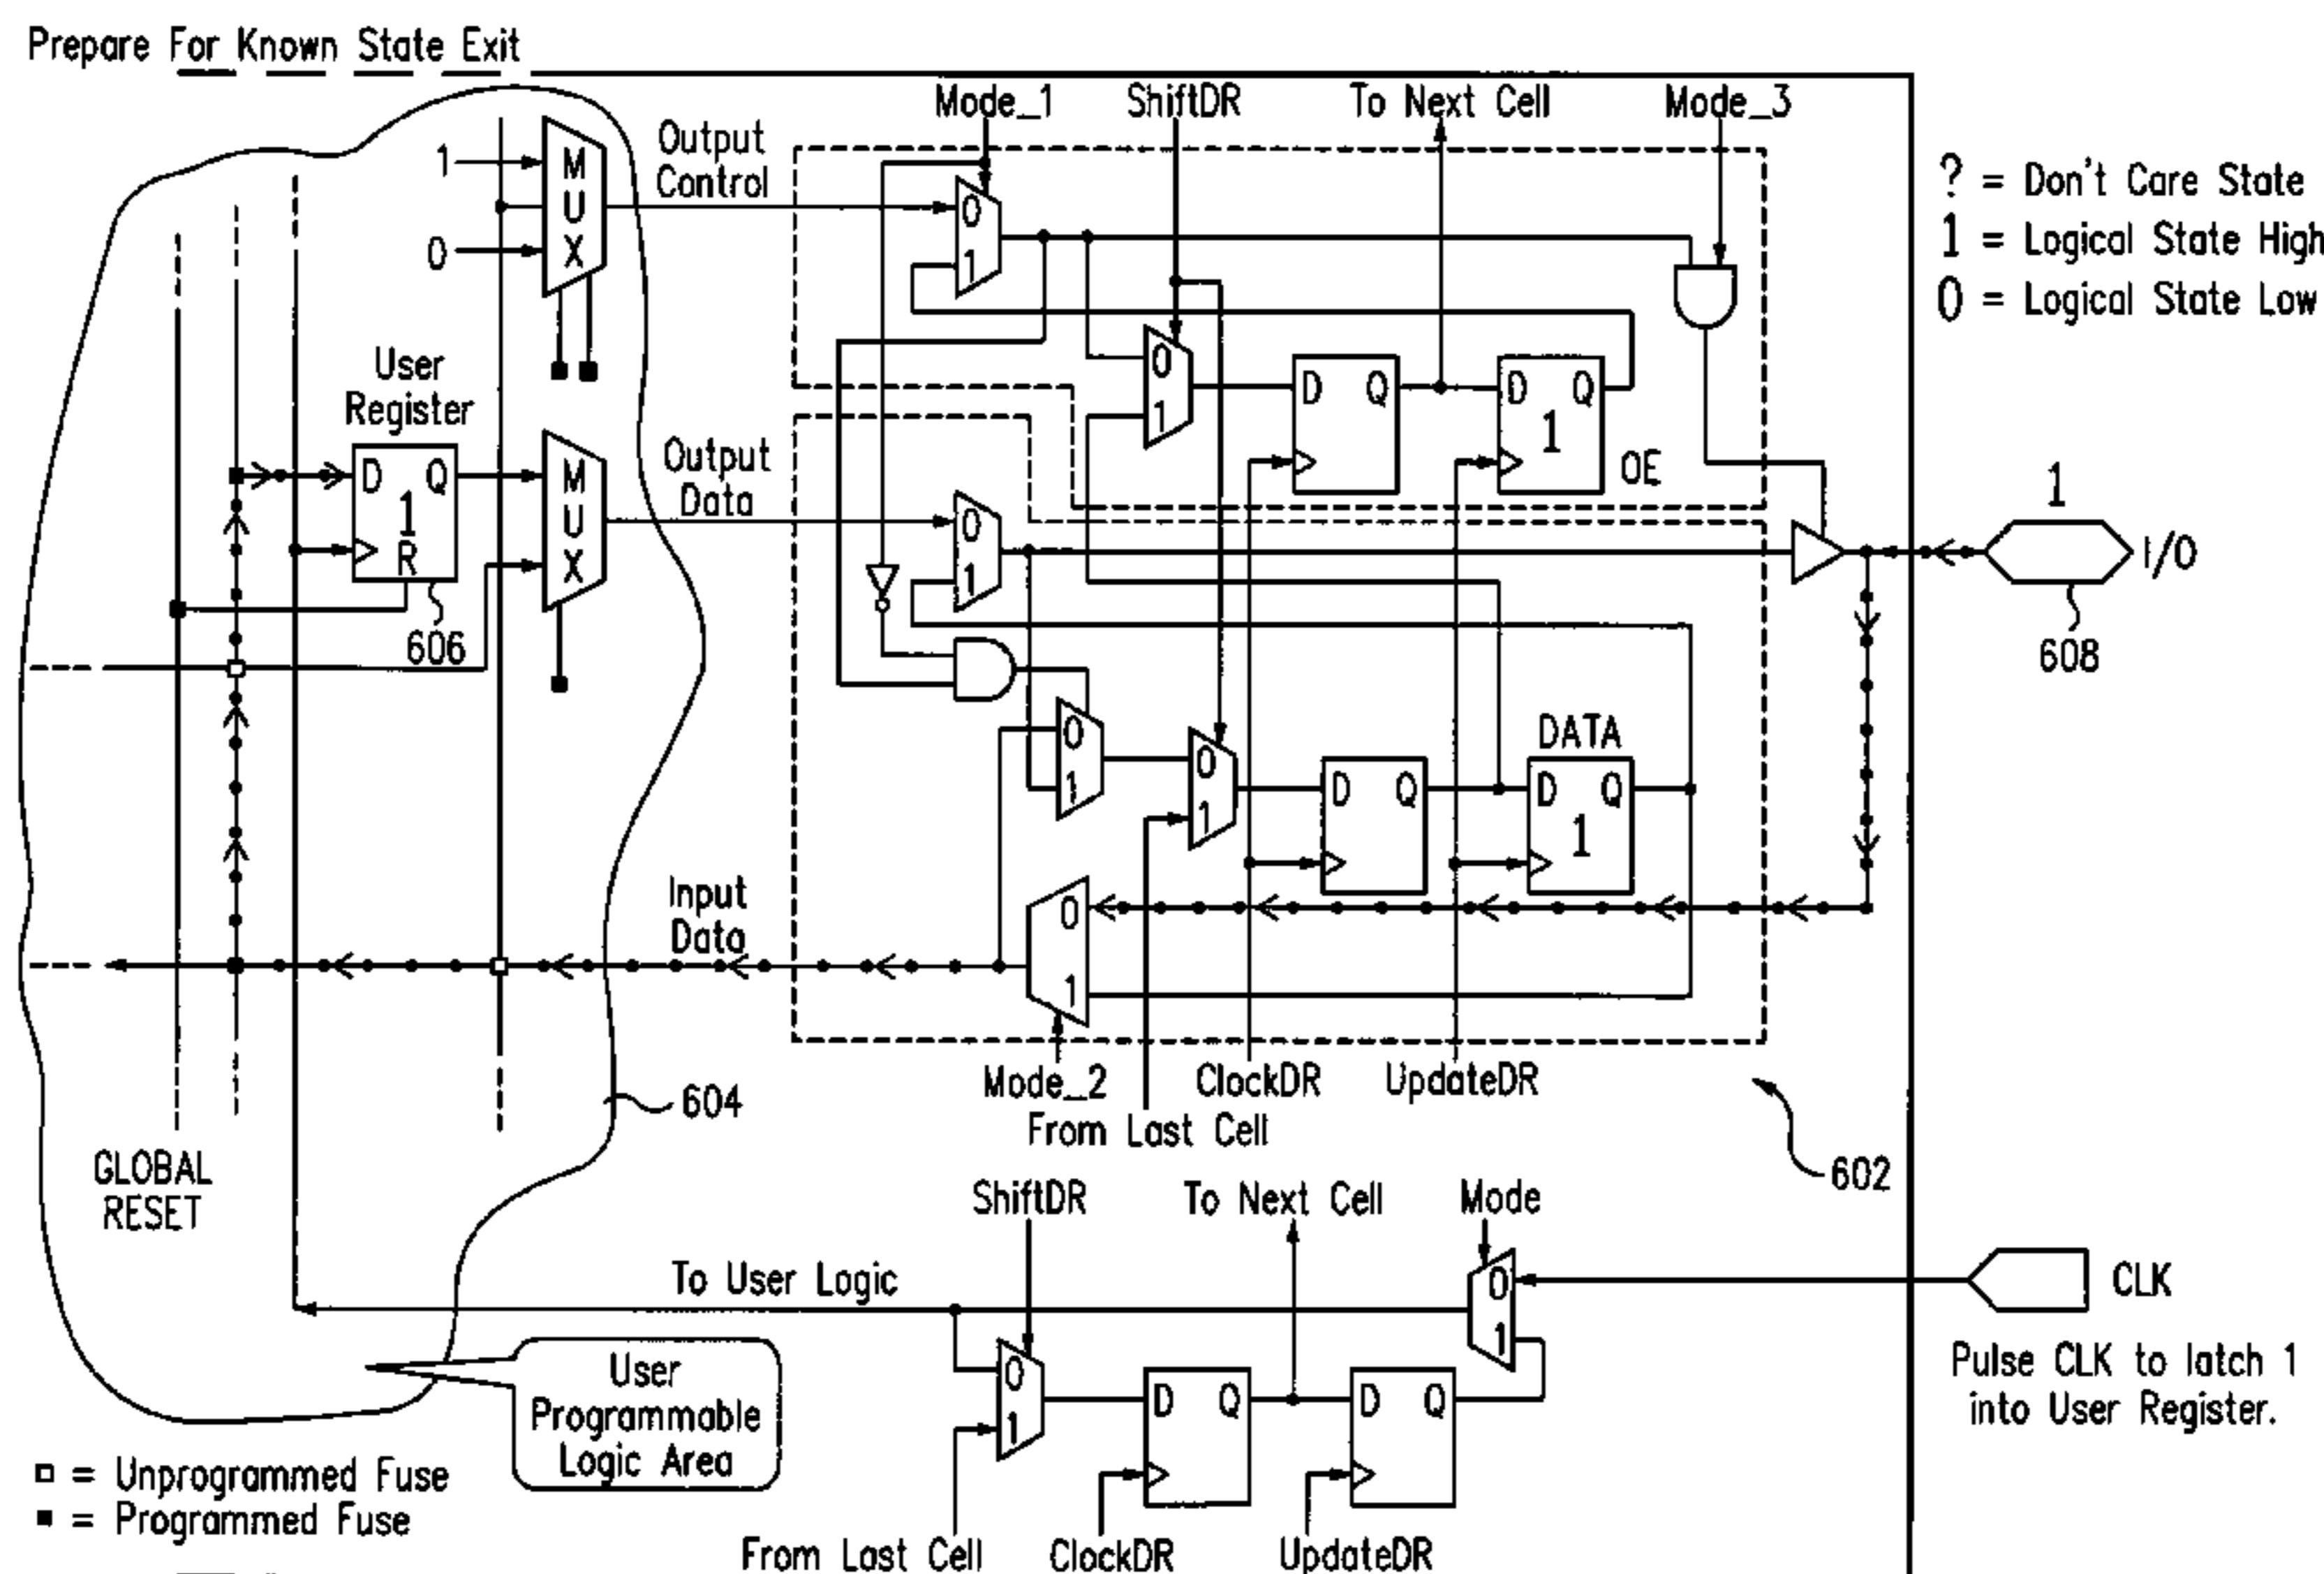 Prepare For Known State Exit
Mode_1
ShiftDR
To Next Cell
Mode_3
1
0
M
U
X
Output
Control
0
1
? = Don't Care State
1 = Logical State High
0 = Logical State Low
0
1
D Q
D Q
1
OE
User
Register
D Q
1
R
606
M
U
X
Output
Data
0
1
1
I/O
608
0
1
0
1
D Q
DATA
D Q
1
Input
Data
0
1
Mode_2
From Last Cell
ClockDR
UpdateDR
602
604
GLOBAL
RESET
ShiftDR
To Next Cell
Mode
To User Logic
0
1
CLK
Pulse CLK to latch 1
into User Register.
User
Programmable
Logic Area
0
1
D Q
D Q
□ = Unprogrammed Fuse
■ = Programmed Fuse
From Last Cell
ClockDR
UpdateDR